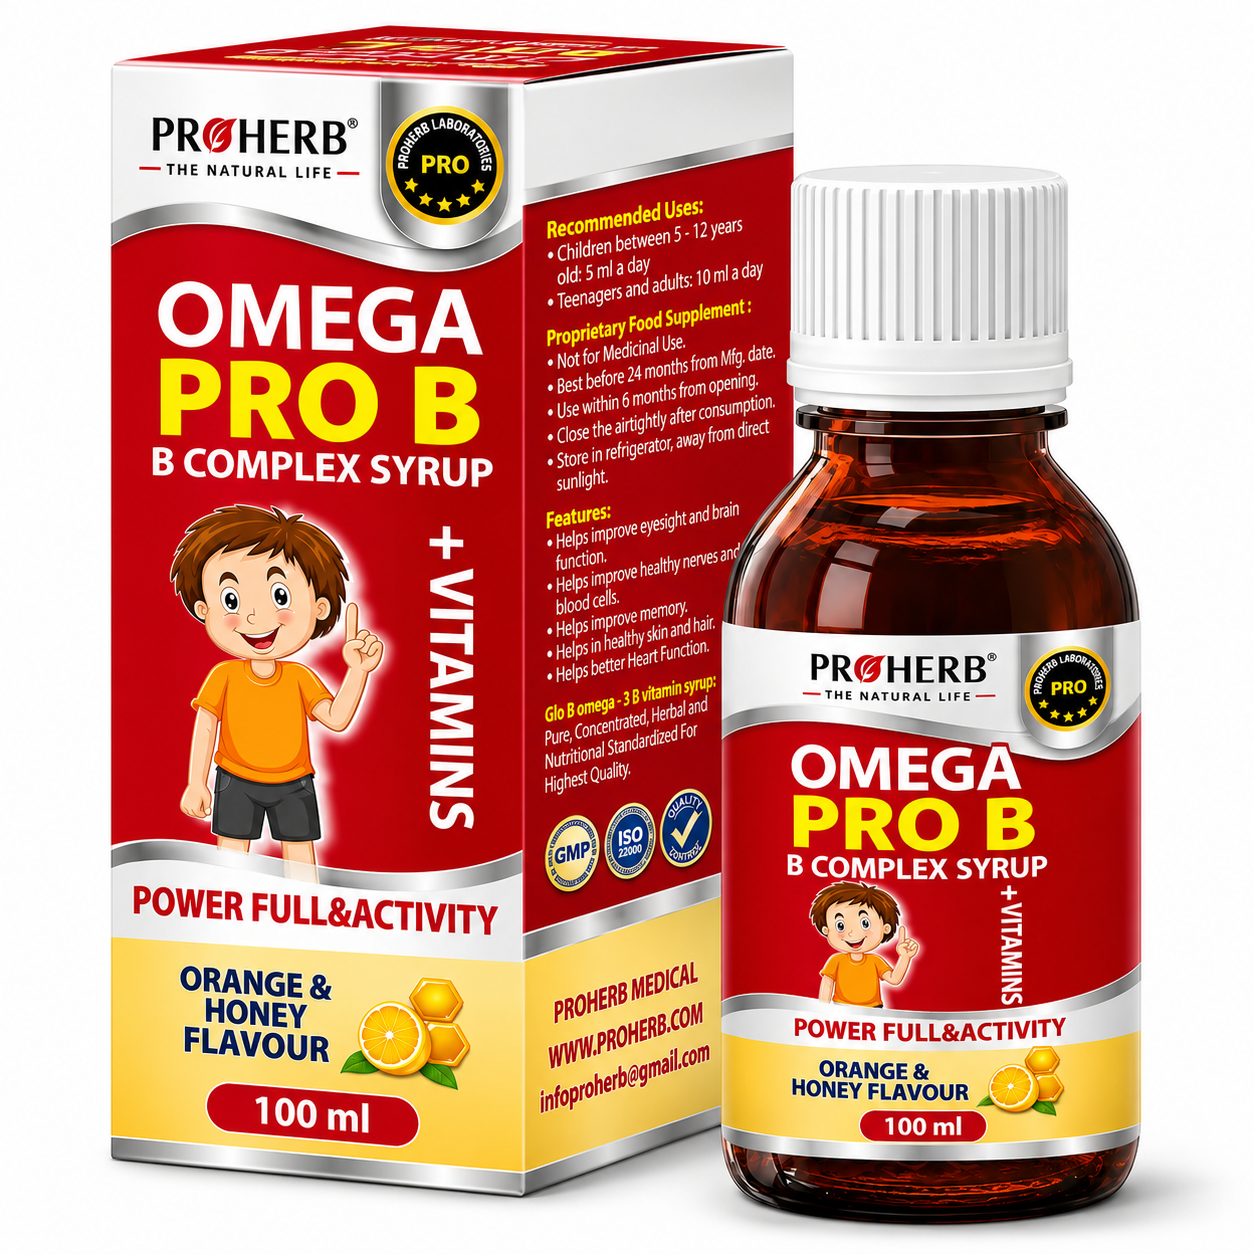 PROHERB®
THE NATURAL LIFE
PROHERB LABORATORIES
PRO
OMEGA
PRO B
B COMPLEX SYRUP
+VITAMINS
POWER FULL&ACTIVITY
ORANGE &
HONEY
FLAVOUR
100 ml
Recommended Uses:
• Children between 5 - 12 years
old: 5 ml a day
• Teenagers and adults: 10 ml a day
Proprietary Food Supplement :
• Not for Medicinal Use.
• Best before 24 months from Mfg. date.
• Use within 6 months from opening.
• Close the airtightly after consumption.
• Store in refrigerator, away from direct
sunlight.
Features:
• Helps improve eyesight and brain
function.
• Helps improve healthy nerves and
blood cells.
• Helps improve memory.
• Helps in healthy skin and hair.
• Helps better Heart Function.
Glo B omega - 3 B vitamin syrup:
Pure, Concentrated, Herbal and
Nutritional Standardized For
Highest Quality.
GMP
ISO
22000
QUALITY
CONTROL
PROHERB MEDICAL
WWW.PROHERB.COM
infoproherb@gmail.com
PROHERB®
THE NATURAL LIFE
PROHERB LABORATORIES
PRO
OMEGA
PRO B
B COMPLEX SYRUP
+VITAMINS
POWER FULL&ACTIVITY
ORANGE &
HONEY FLAVOUR
100 ml